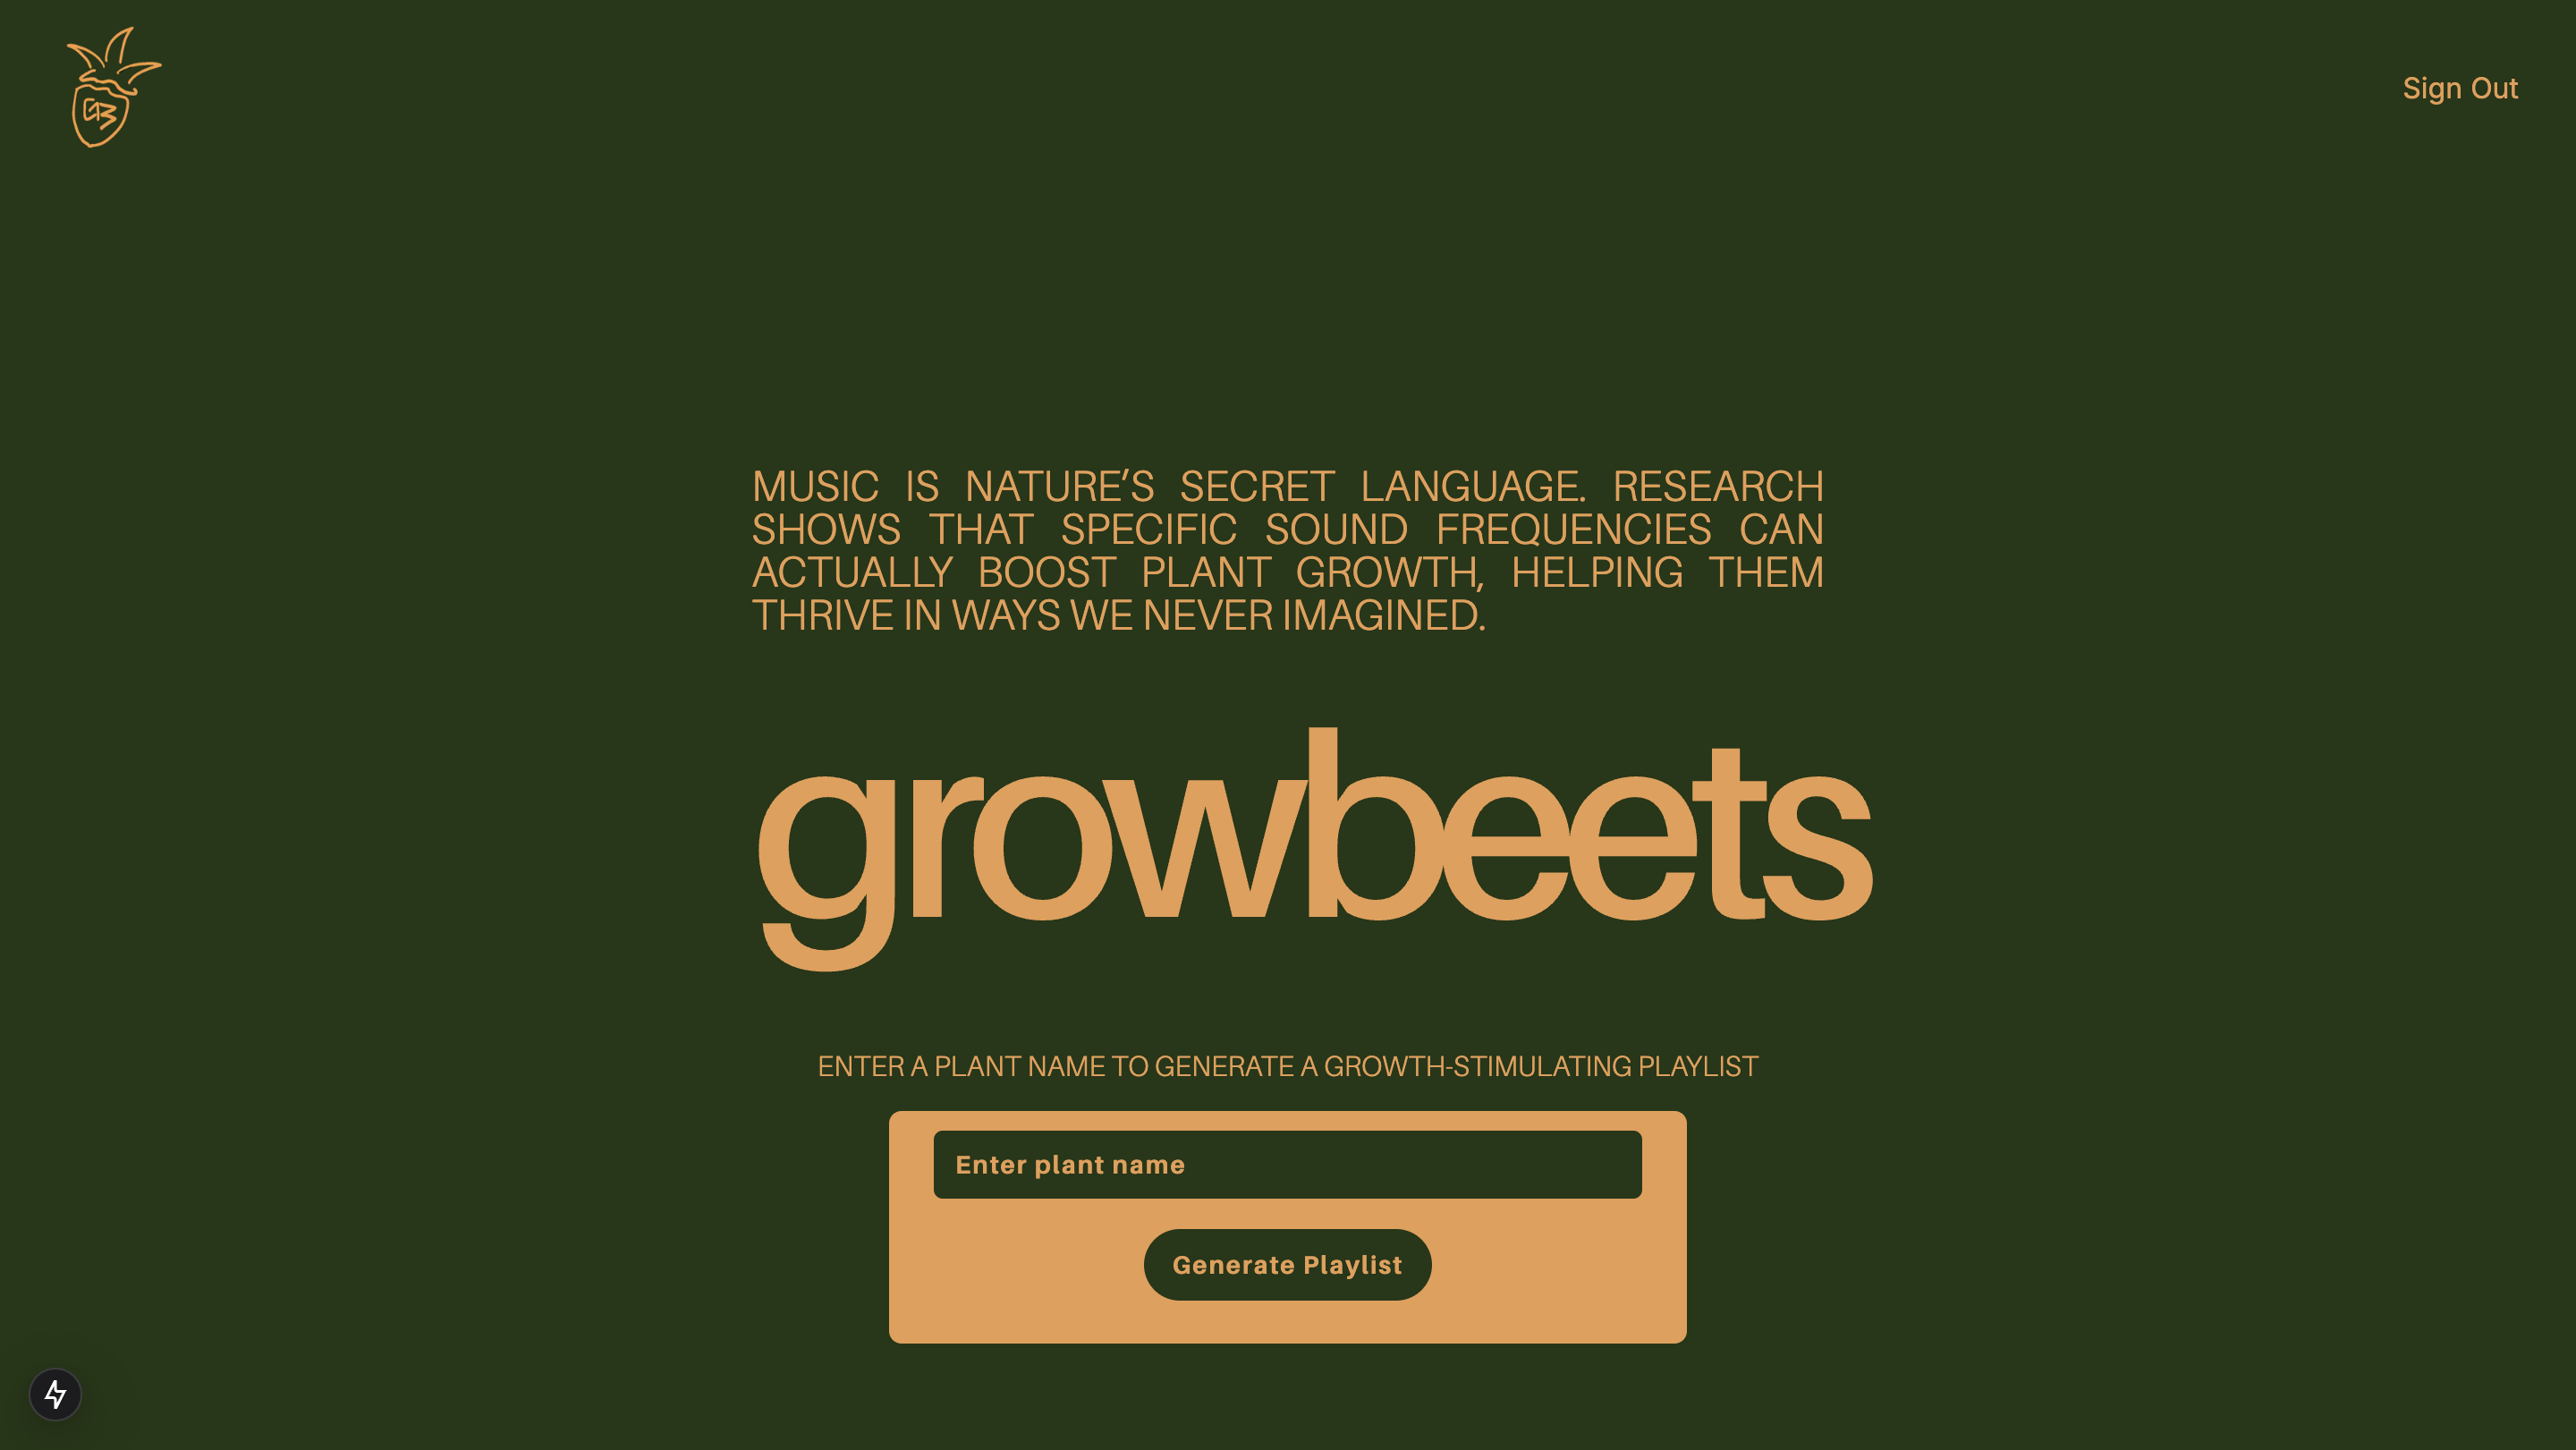 GB
Sign Out
MUSIC IS NATURE’S SECRET LANGUAGE. RESEARCH
SHOWS THAT SPECIFIC SOUND FREQUENCIES CAN
ACTUALLY BOOST PLANT GROWTH, HELPING THEM
THRIVE IN WAYS WE NEVER IMAGINED.
growbeets
ENTER A PLANT NAME TO GENERATE A GROWTH-STIMULATING PLAYLIST
Enter plant name
Generate Playlist